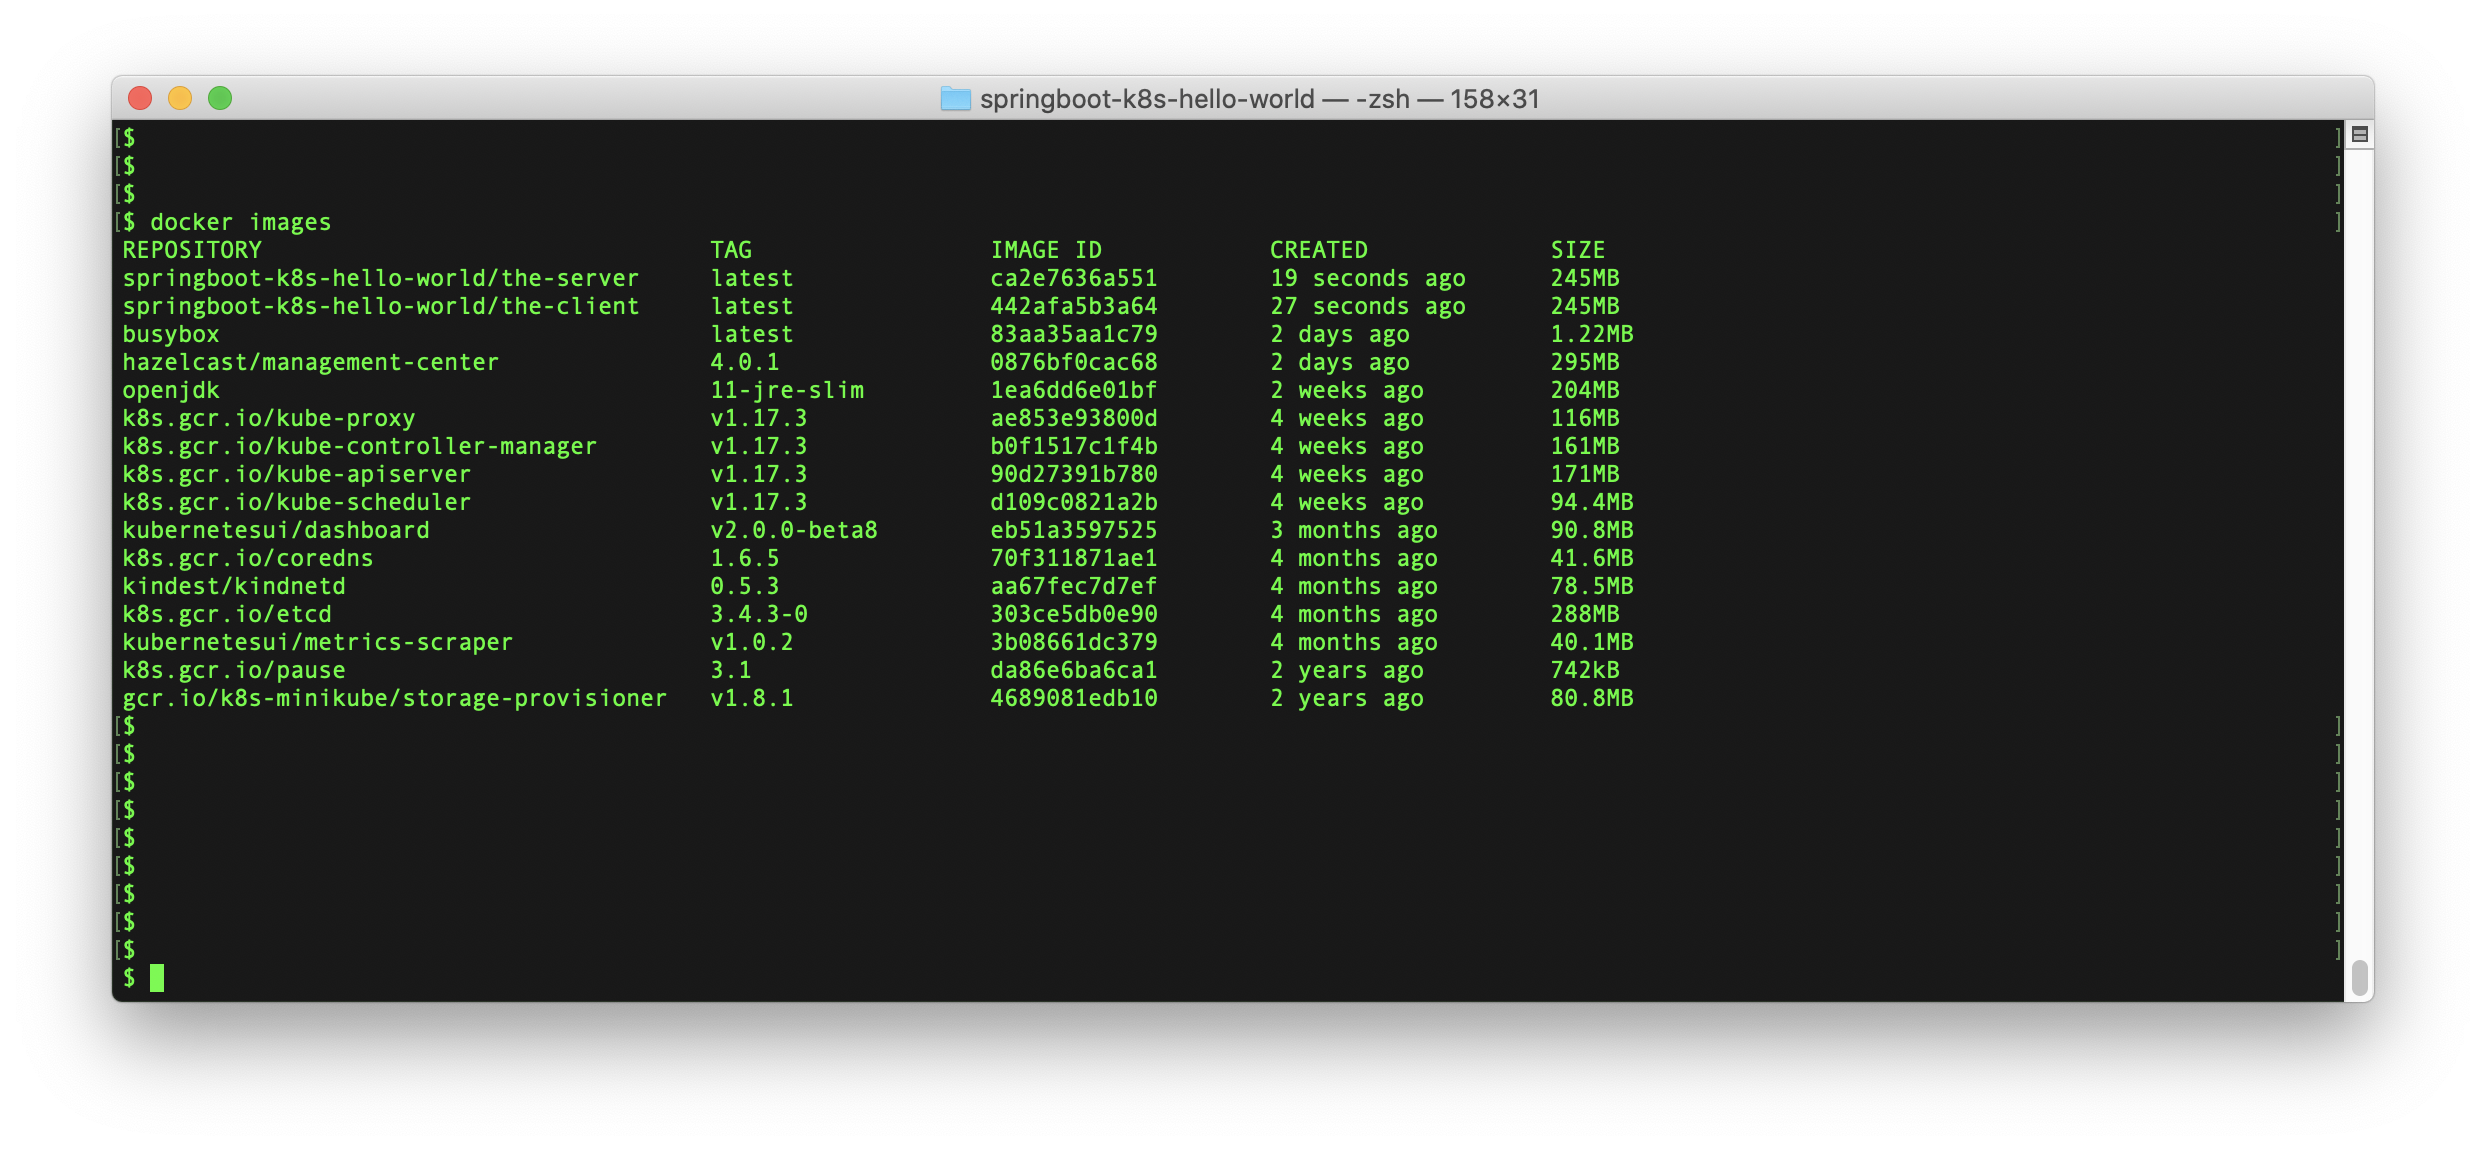 springboot-k8s-hello-world — -zsh — 158×31
[$ ]
[$ ]
[$ ]
[$ docker images ]
REPOSITORY TAG IMAGE ID CREATED SIZE
springboot-k8s-hello-world/the-server latest ca2e7636a551 19 seconds ago 245MB
springboot-k8s-hello-world/the-client latest 442afa5b3a64 27 seconds ago 245MB
busybox latest 83aa35aa1c79 2 days ago 1.22MB
hazelcast/management-center 4.0.1 0876bf0cac68 2 days ago 295MB
openjdk 11-jre-slim 1ea6dd6e01bf 2 weeks ago 204MB
k8s.gcr.io/kube-proxy v1.17.3 ae853e93800d 4 weeks ago 116MB
k8s.gcr.io/kube-controller-manager v1.17.3 b0f1517c1f4b 4 weeks ago 161MB
k8s.gcr.io/kube-apiserver v1.17.3 90d27391b780 4 weeks ago 171MB
k8s.gcr.io/kube-scheduler v1.17.3 d109c0821a2b 4 weeks ago 94.4MB
kubernetesui/dashboard v2.0.0-beta8 eb51a3597525 3 months ago 90.8MB
k8s.gcr.io/coredns 1.6.5 70f311871ae1 4 months ago 41.6MB
kindest/kindnetd 0.5.3 aa67fec7d7ef 4 months ago 78.5MB
k8s.gcr.io/etcd 3.4.3-0 303ce5db0e90 4 months ago 288MB
kubernetesui/metrics-scraper v1.0.2 3b08661dc379 4 months ago 40.1MB
k8s.gcr.io/pause 3.1 da86e6ba6ca1 2 years ago 742kB
gcr.io/k8s-minikube/storage-provisioner v1.8.1 4689081edb10 2 years ago 80.8MB
[$ ]
[$ ]
[$ ]
[$ ]
[$ ]
[$ ]
[$ ]
[$ ]
[$ ]
$